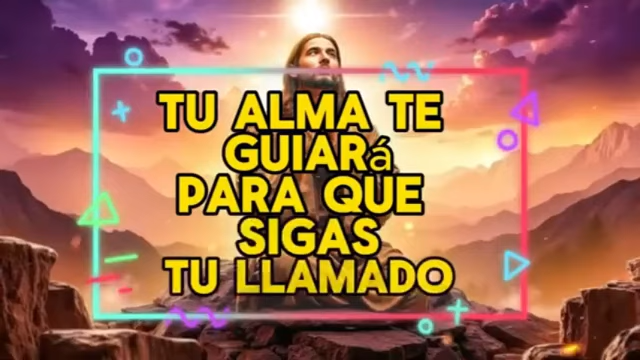 TU ALMA TE
GUIARá
PARA QUE
SIGAS
TU LLAMADO